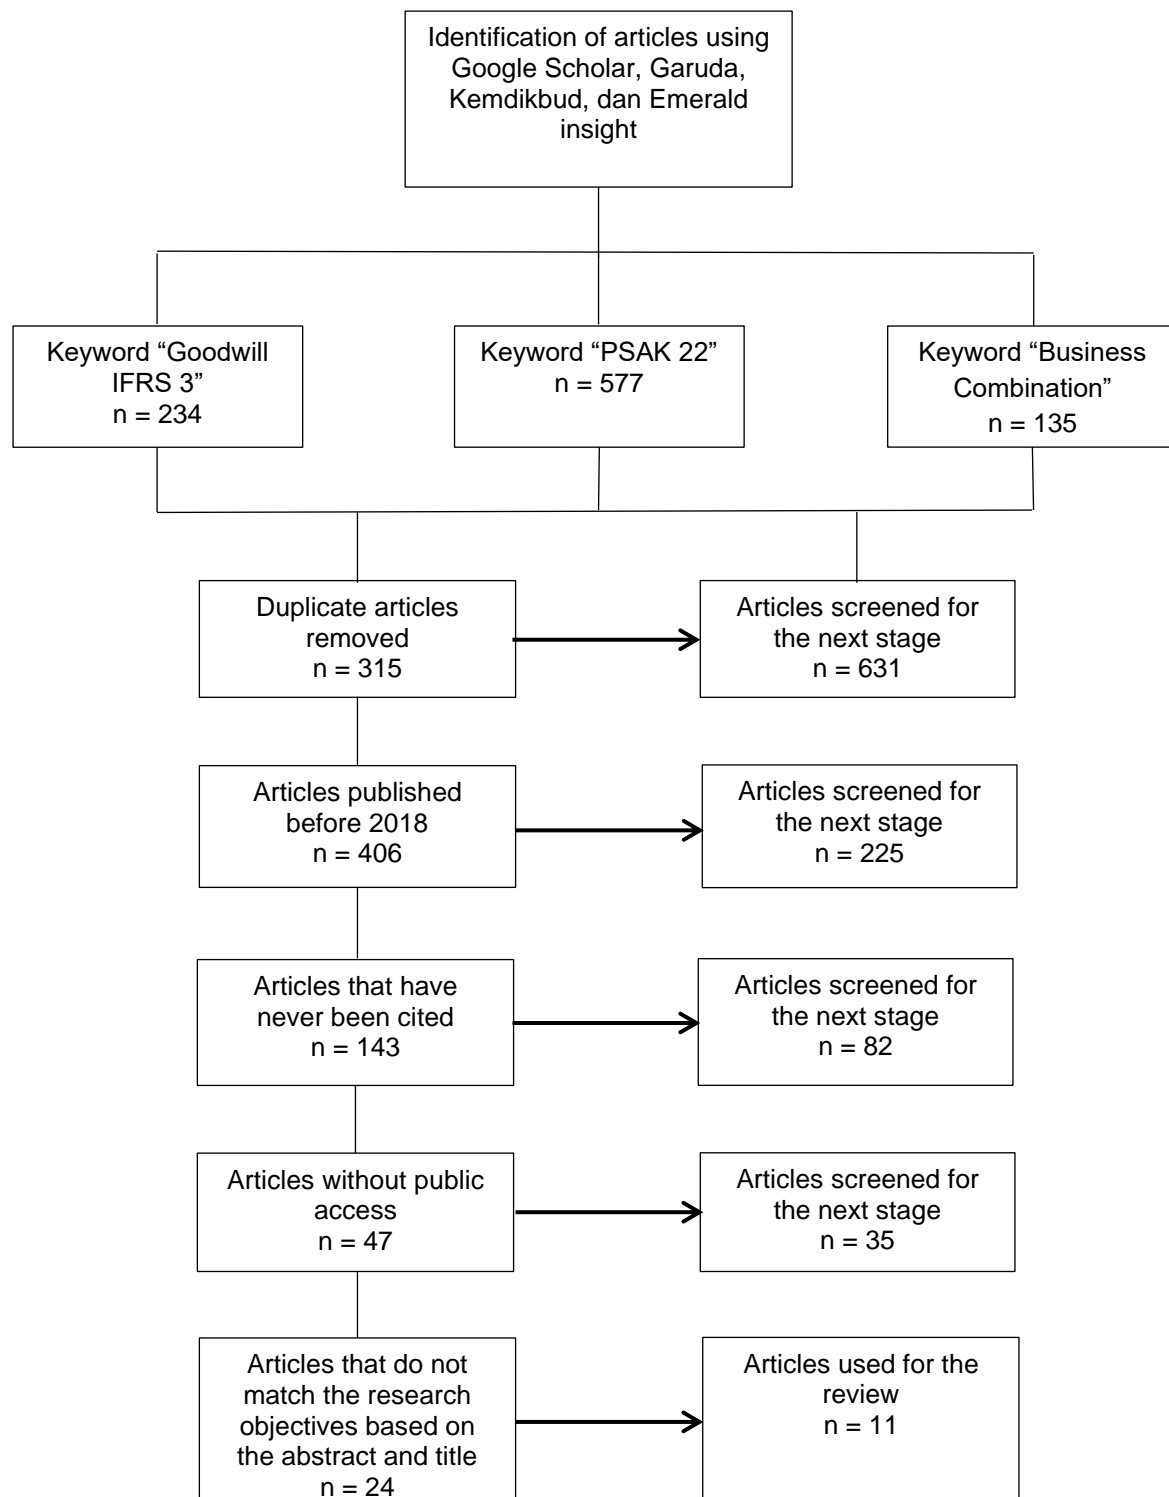 Identification of articles using
Google Scholar, Garuda,
Kemdikbud, dan Emerald
insight
Keyword “Goodwill
IFRS 3”
n = 234
Keyword “PSAK 22”
n = 577
Keyword “Business
Combination”
n = 135
Duplicate articles
removed
n = 315
Articles screened for
the next stage
n = 631
Articles published
before 2018
n = 406
Articles screened for
the next stage
n = 225
Articles that have
never been cited
n = 143
Articles screened for
the next stage
n = 82
Articles without public
access
n = 47
Articles screened for
the next stage
n = 35
Articles that do not
match the research
objectives based on
the abstract and title
n = 24
Articles used for the
review
n = 11